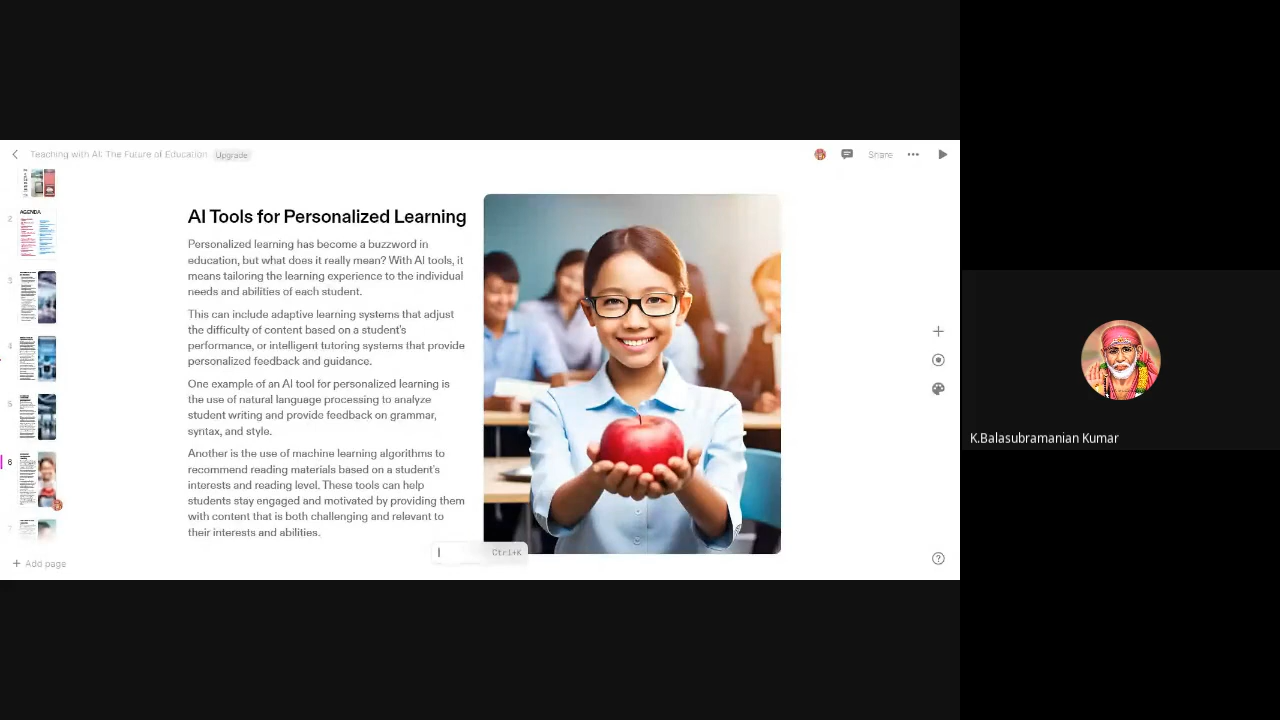 Teaching with AI: The Future of Education Upgrade
Share
AGENDA
2
3
4
5
6
7
Add page
AI Tools for Personalized Learning
Personalized learning has become a buzzword in
education, but what does it really mean? With AI tools, it
means tailoring the learning experience to the individual
needs and abilities of each student.
This can include adaptive learning systems that adjust
the difficulty of content based on a student's
performance, or intelligent tutoring systems that provide
personalized feedback and guidance.
One example of an AI tool for personalized learning is
the use of natural language processing to analyze
student writing and provide feedback on grammar,
syntax, and style.
Another is the use of machine learning algorithms to
recommend reading materials based on a student's
interests and reading level. These tools can help
students stay engaged and motivated by providing them
with content that is both challenging and relevant to
their interests and abilities.
Ctrl+K
K.Balasubramanian Kumar